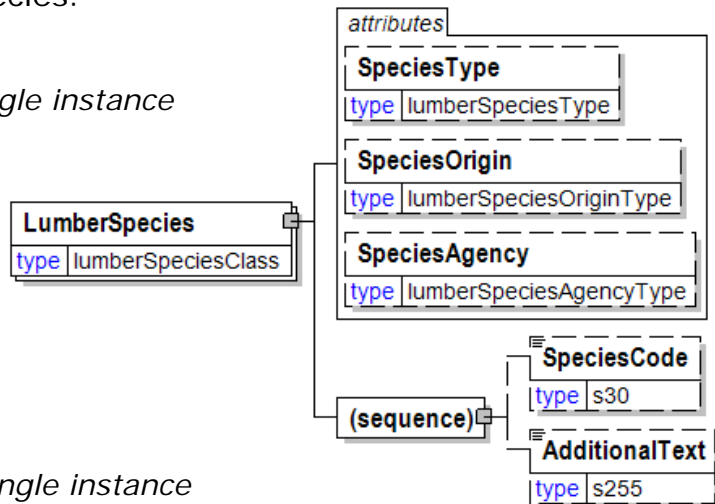 ecies.
attributes
SpeciesType
type lumberSpeciesType
gle instance
SpeciesOrigin
type lumberSpeciesOriginType
LumberSpecies
type lumberSpeciesClass
SpeciesAgency
type lumberSpeciesAgencyType
SpeciesCode
type s30
(sequence)
AdditionalText
type s255
ngle instance